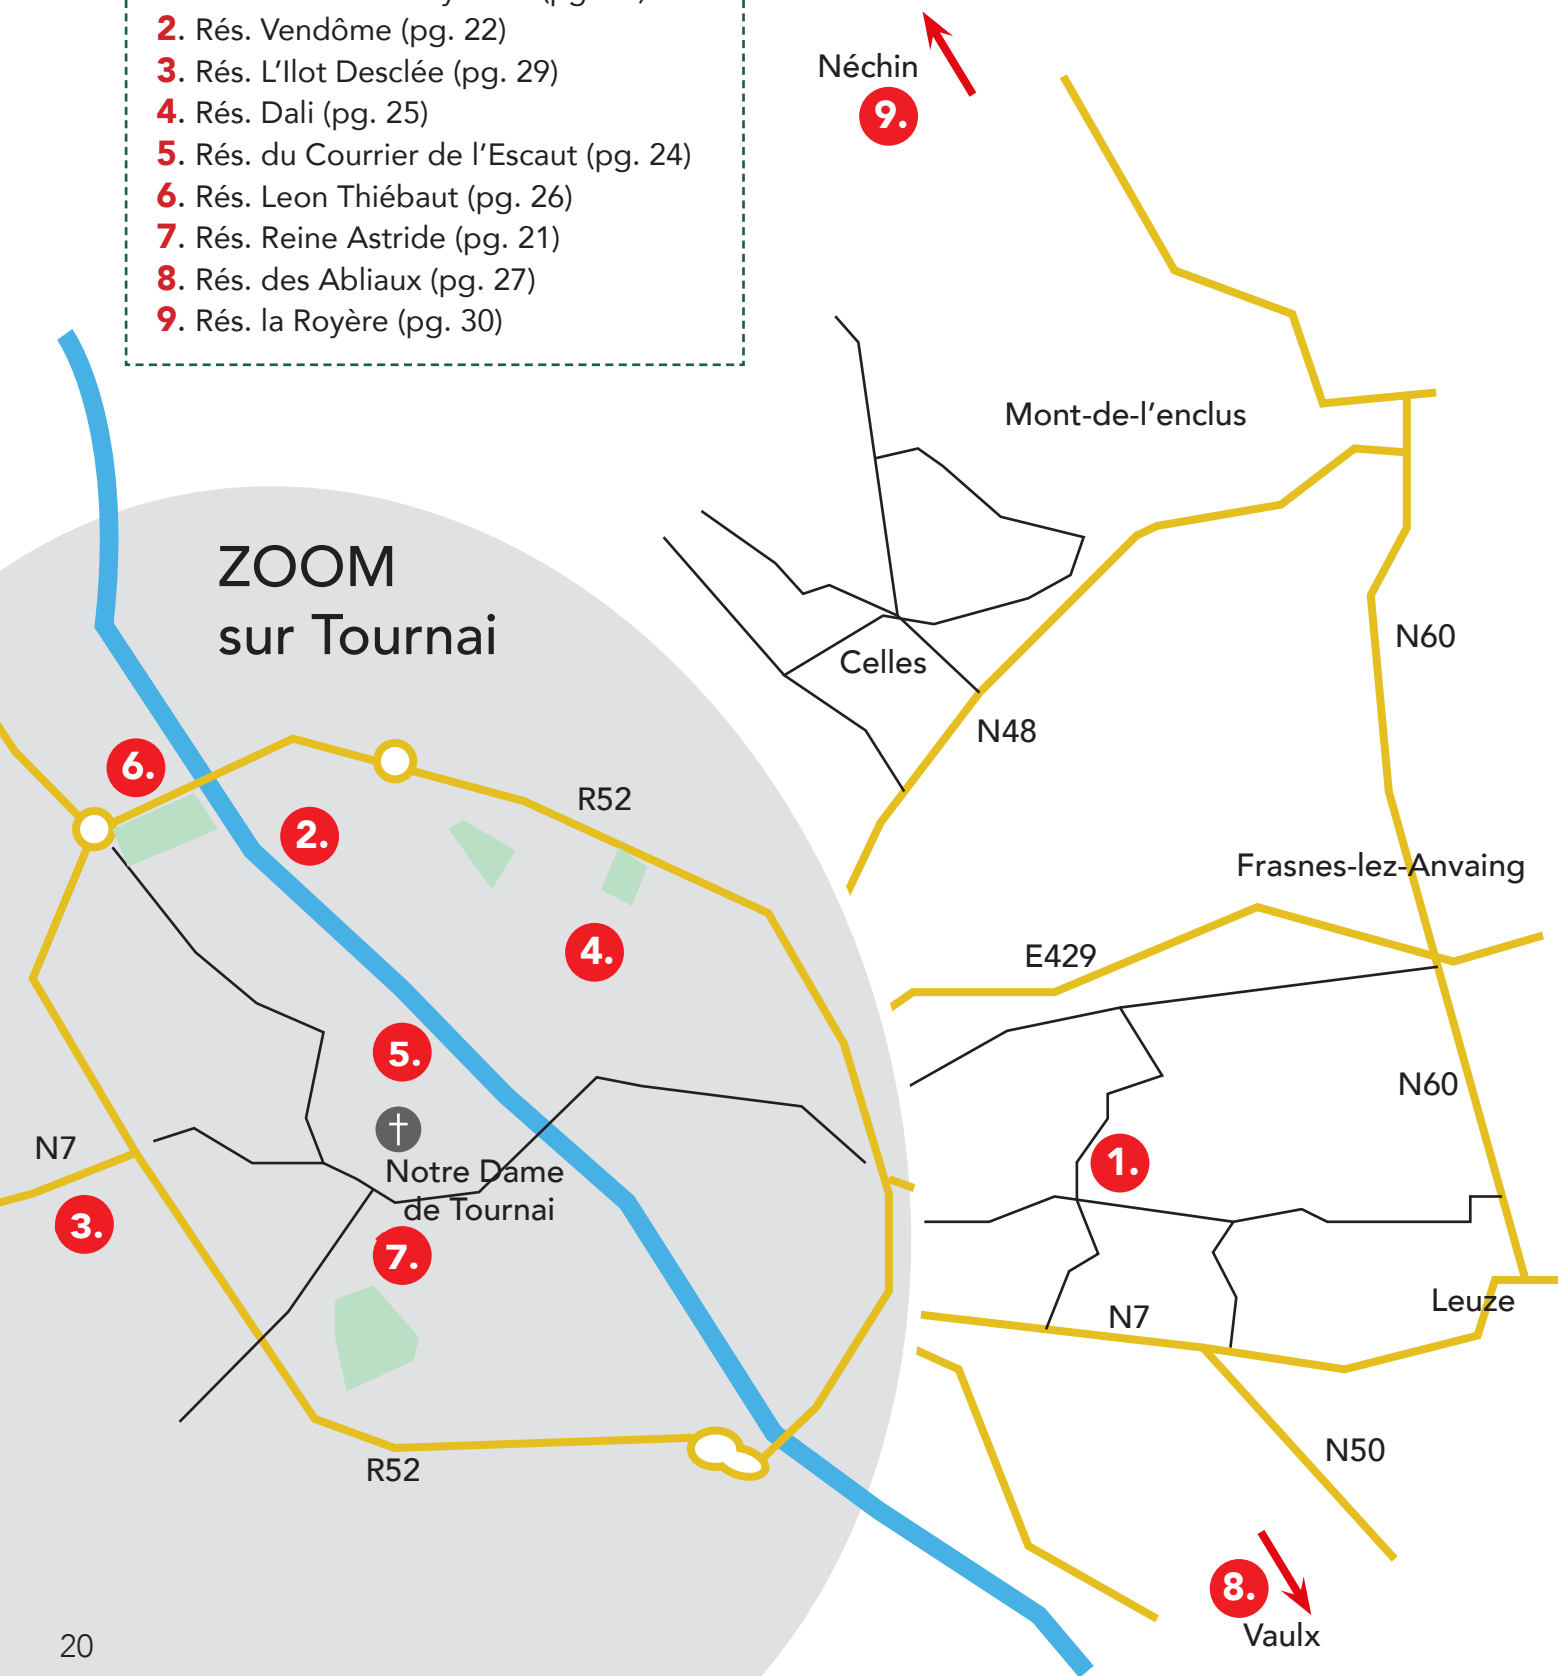 2. Rés. Vendôme (pg. 22)
3. Rés. L’Ilot Desclée (pg. 29)
4. Rés. Dali (pg. 25)
5. Rés. du Courrier de l’Escaut (pg. 24)
6. Rés. Leon Thiébaut (pg. 26)
7. Rés. Reine Astride (pg. 21)
8. Rés. des Abliaux (pg. 27)
9. Rés. la Royère (pg. 30)
Néchin
9.
Mont-de-l’enclus
ZOOM
sur Tournai
N60
Celles
N48
6.
R52
2.
Frasnes-lez-Anvaing
4.
E429
5.
N60
N7
Notre Dame
de Tournai
1.
3.
7.
Leuze
N7
R52
N50
8.
Vaulx
20